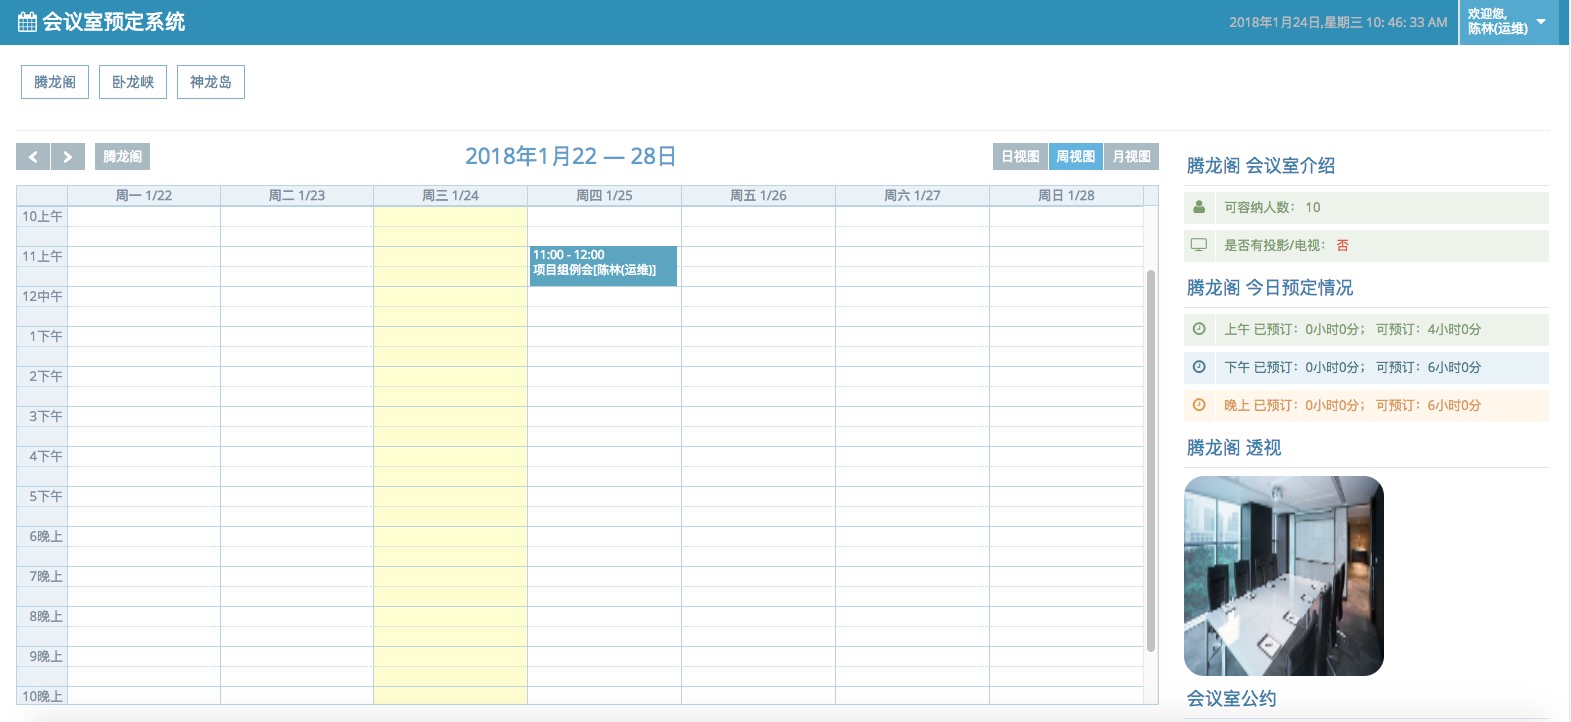 会议室预定系统
2018年1月24日,星期三 10: 46: 33 AM
欢迎您,
陈林(运维)
腾龙阁
卧龙峡
神龙岛
腾龙阁
2018年1月22 — 28日
日视图
周视图
月视图
周一 1/22
周二 1/23
周三 1/24
周四 1/25
周五 1/26
周六 1/27
周日 1/28
10上午
11上午
12中午
1下午
2下午
3下午
4下午
5下午
6晚上
7晚上
8晚上
9晚上
10晚上
11:00 - 12:00
项目组例会[陈林(运维)]
腾龙阁 会议室介绍
可容纳人数： 10
是否有投影/电视： 否
腾龙阁 今日预定情况
上午 已预订：0小时0分； 可预订：4小时0分
下午 已预订：0小时0分； 可预订：6小时0分
晚上 已预订：0小时0分； 可预订：6小时0分
腾龙阁 透视
会议室公约